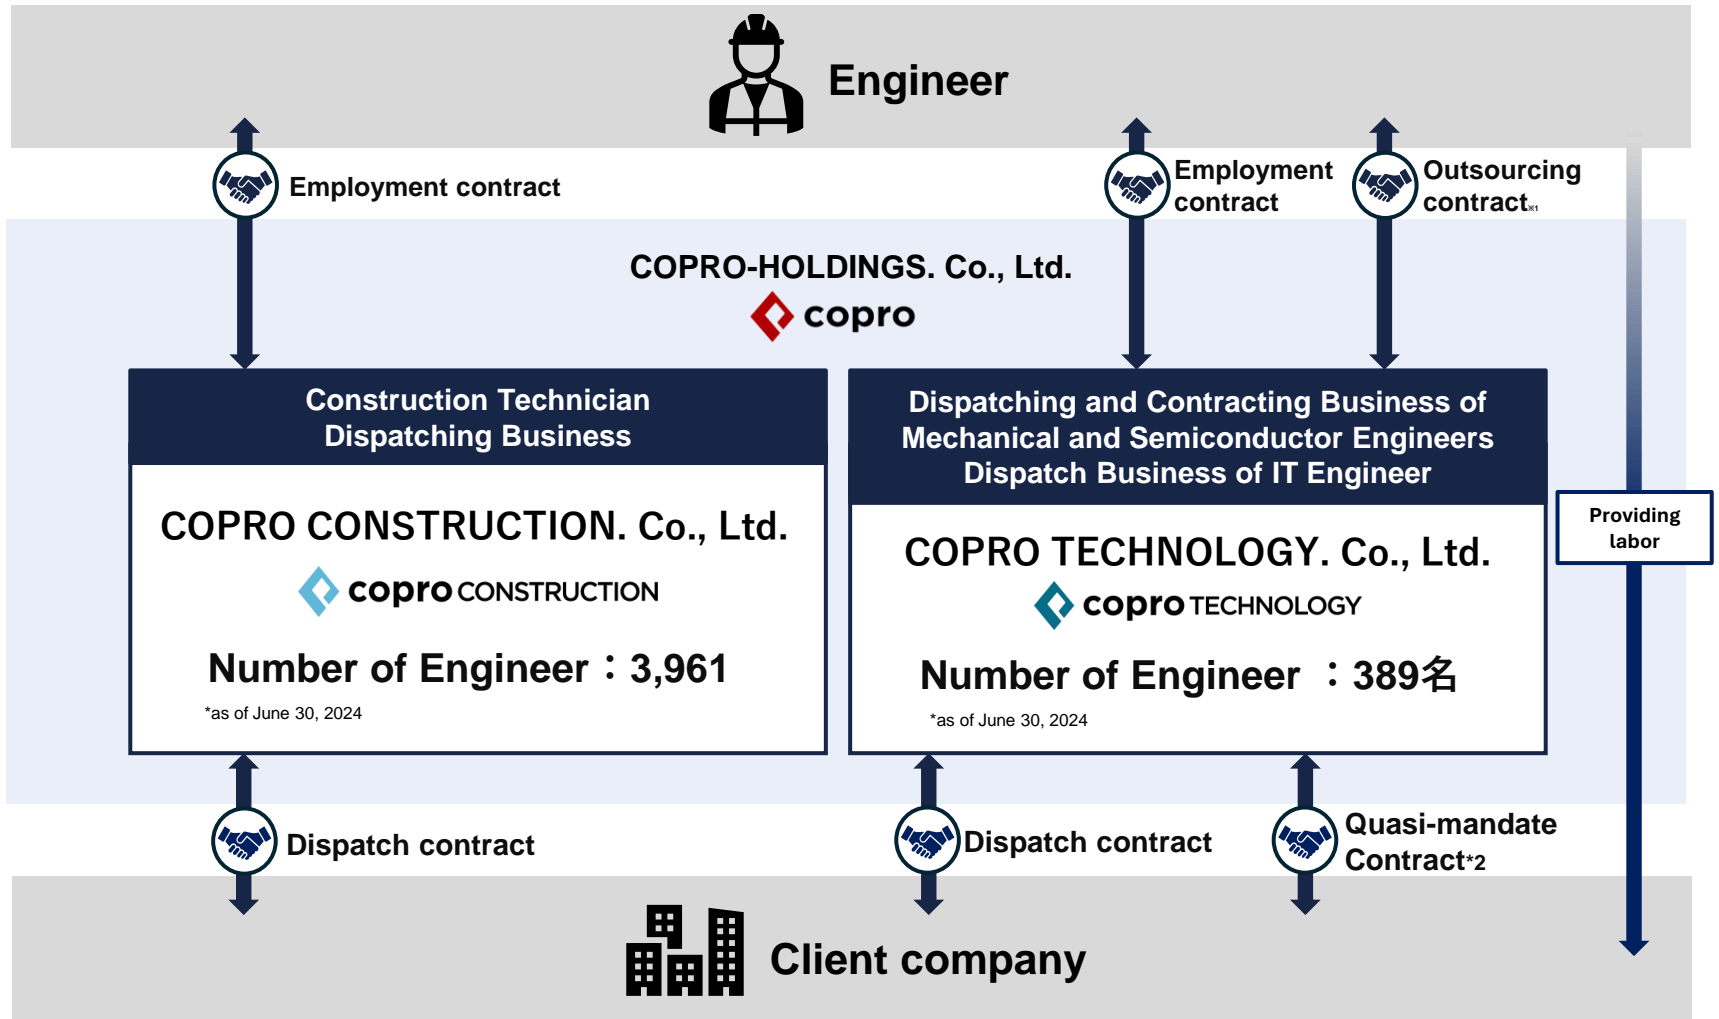 Engineer
Employment contract
Employment
contract
Outsourcing
contract※1
COPRO-HOLDINGS. Co., Ltd.
copro
Construction Technician
Dispatching Business
COPRO CONSTRUCTION. Co., Ltd.
copro CONSTRUCTION
Number of Engineer：3,961
*as of June 30, 2024
Dispatching and Contracting Business of
Mechanical and Semiconductor Engineers
Dispatch Business of IT Engineer
COPRO TECHNOLOGY. Co., Ltd.
copro TECHNOLOGY
Number of Engineer ：389名
*as of June 30, 2024
Providing
labor
Dispatch contract
Dispatch contract
Quasi-mandate
Contract*2
Client company